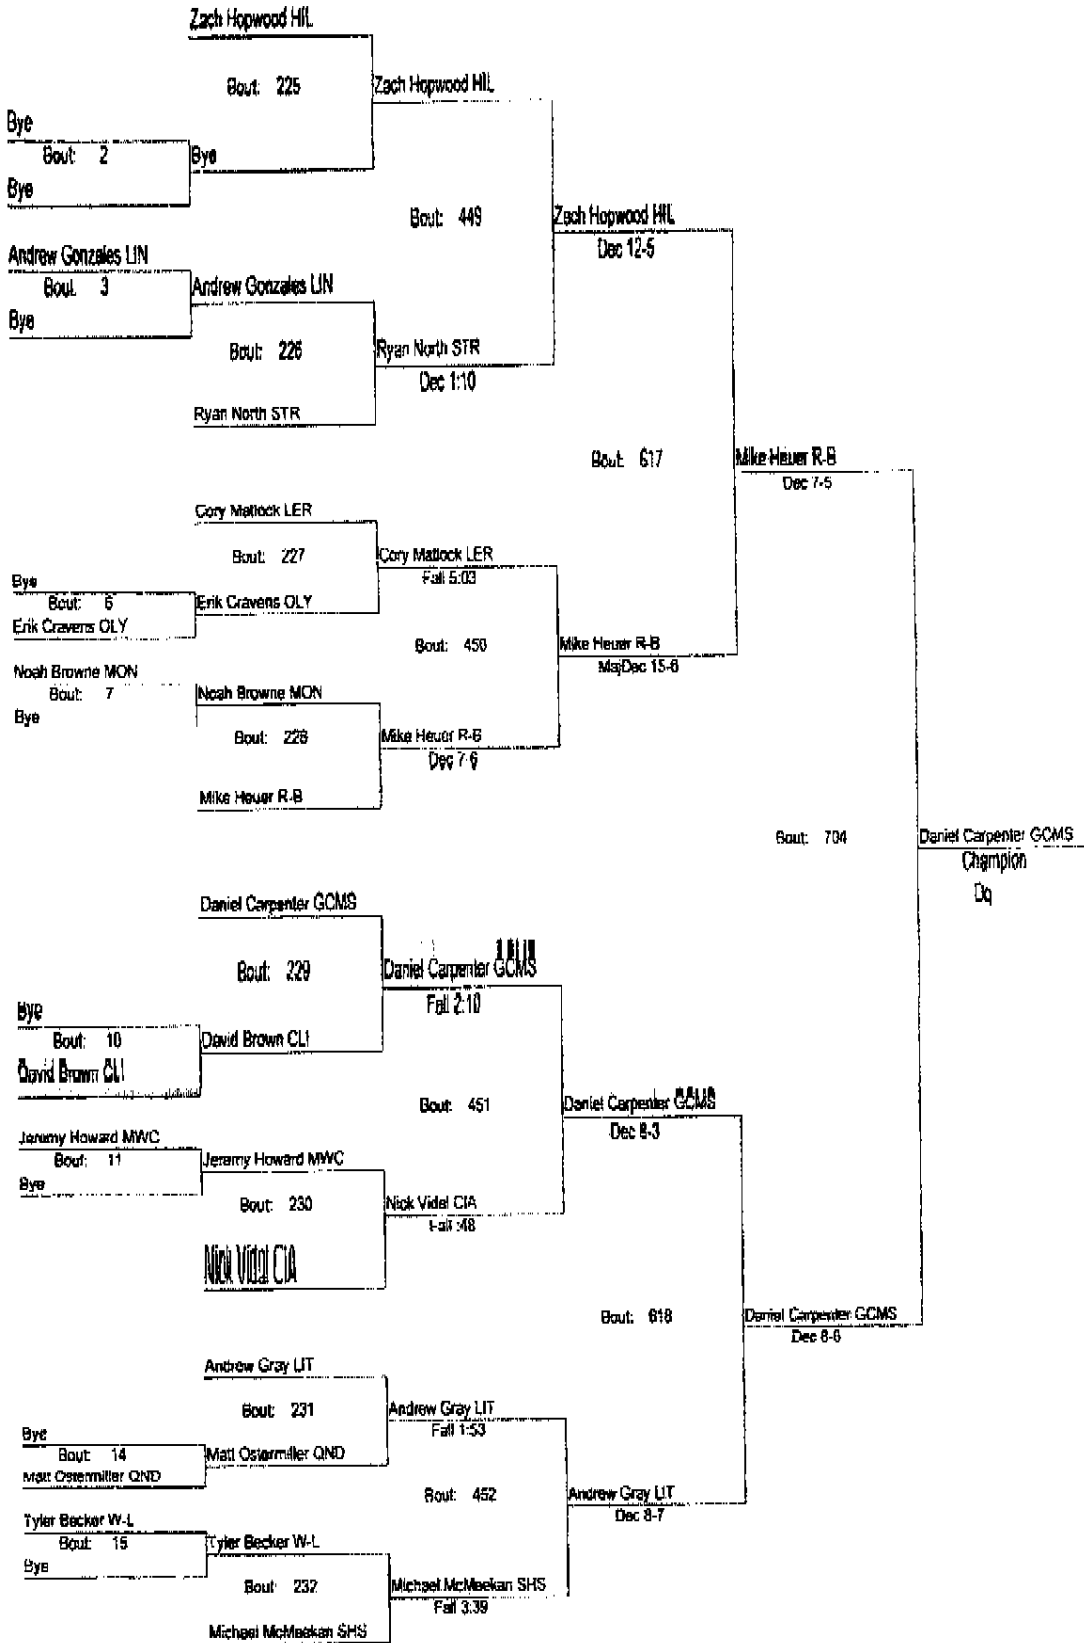 Zach Hopwood HIL
Bout: 225
Zach Hopwood HIL
Bye
Bout: 2
Bye
Bye
Bout: 449
Zach Hopwood HIL
Dec 12-5
Andrew Gonzales LIN
Bout: 3
Andrew Gonzales LIN
Bye
Bout: 226
Ryan North STR
Dec 1:10
Ryan North STR
Bout: 617
Mike Heuer R-B
Dec 7-5
Cory Matlock LER
Bout: 227
Cory Matlock LER
Fall 5:03
Bye
Bout: 6
Erik Cravens OLY
Erik Cravens OLY
Bout: 450
Mike Heuer R-B
MajDec 15-6
Noah Browne MON
Bout: 7
Noah Browne MON
Bye
Bout: 228
Mike Heuer R-B
Dec 7-6
Mike Heuer R-B
Bout: 704
Daniel Carpenter GCMS
Champion
Dq
Daniel Carpenter GCMS
Bout: 229
Daniel Carpenter GCMS
Fall 2:10
Bye
Bout: 10
David Brown CLI
David Brown CLI
Bout: 451
Daniel Carpenter GCMS
Dec 8-3
Jeremy Howard MWC
Bout: 11
Jeremy Howard MWC
Bye
Bout: 230
Nick Vidal CIA
Fall :48
Nick Vidal CIA
Bout: 618
Daniel Carpenter GCMS
Dec 8-6
Andrew Gray LIT
Bout: 231
Andrew Gray LIT
Fall 1:53
Bye
Bout: 14
Matt Ostermiller QND
Matt Ostermiller QND
Bout: 452
Andrew Gray LIT
Dec 8-7
Tyler Becker W-L
Bout: 15
Tyler Becker W-L
Bye
Bout: 232
Michael McMeekan SHS
Fall 3:39
Michael McMeekan SHS